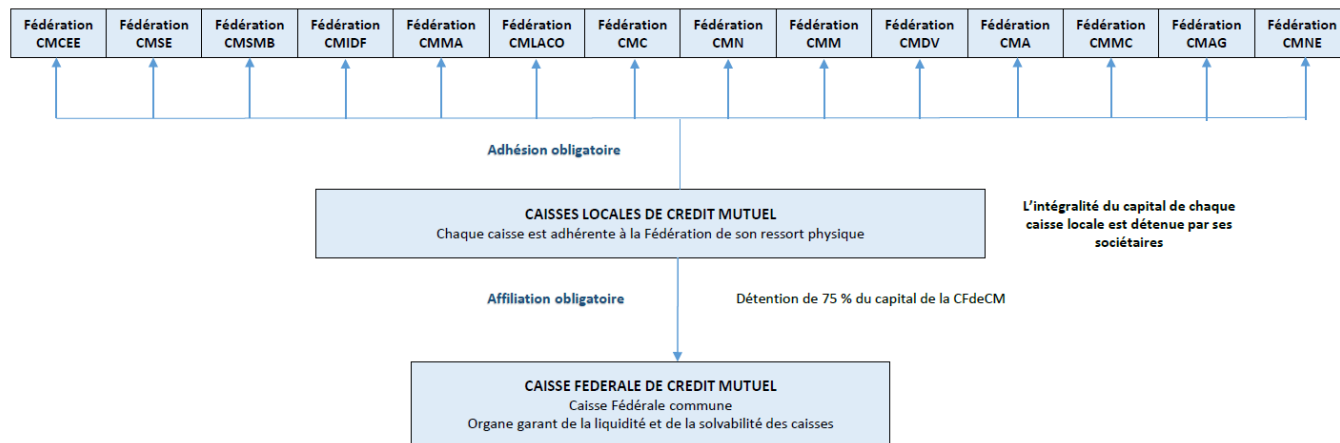 Fédération Fédération Fédération Fédération Fédération Fédération Fédération Fédération Fédération Fédération Fédération Fédération Fédération Fédération
CMCEE CMSE CMSMB CMIDF CMMA CMLACO CMC CMN CMM CMDV CMA CMMC CMAG CMNE
Adhésion obligatoire
CAISSES LOCALES DE CREDIT MUTUEL
Chaque caisse est adhérente à la Fédération de son ressort physique
L'intégralité du capital de chaque
caisse locale est détenue par ses
sociétaires
Affiliation obligatoire
Détention de 75 % du capital de la CFdeCM
CAISSE FEDERALE DE CREDIT MUTUEL
Caisse Fédérale commune
Organe garant de la liquidité et de la solvabilité des caisses